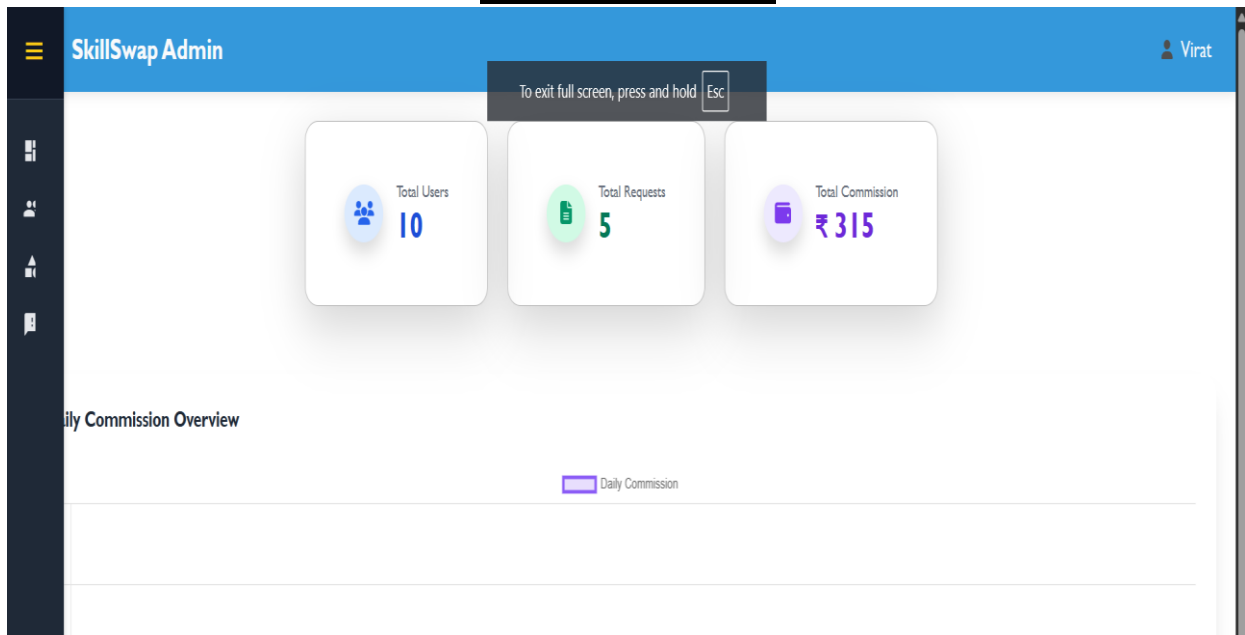 SkillSwap Admin
Virat
To exit full screen, press and hold Esc
Total Users
10
Total Requests
5
Total Commission
₹ 315
ily Commission Overview
Daily Commission